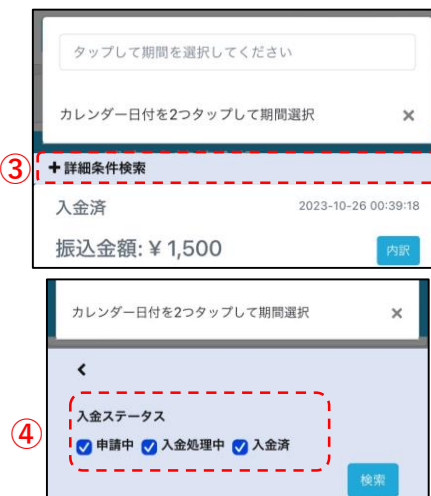 タップして期間を選択してください
カレンダー日付を2つタップして期間選択 ×
③ +詳細条件検索
入金済 2023-10-26 00:39:18
振込金額: ¥ 1,500 内訳
カレンダー日付を2つタップして期間選択 ×
入金ステータス
④ 申請中 入金処理中 入金済
検索